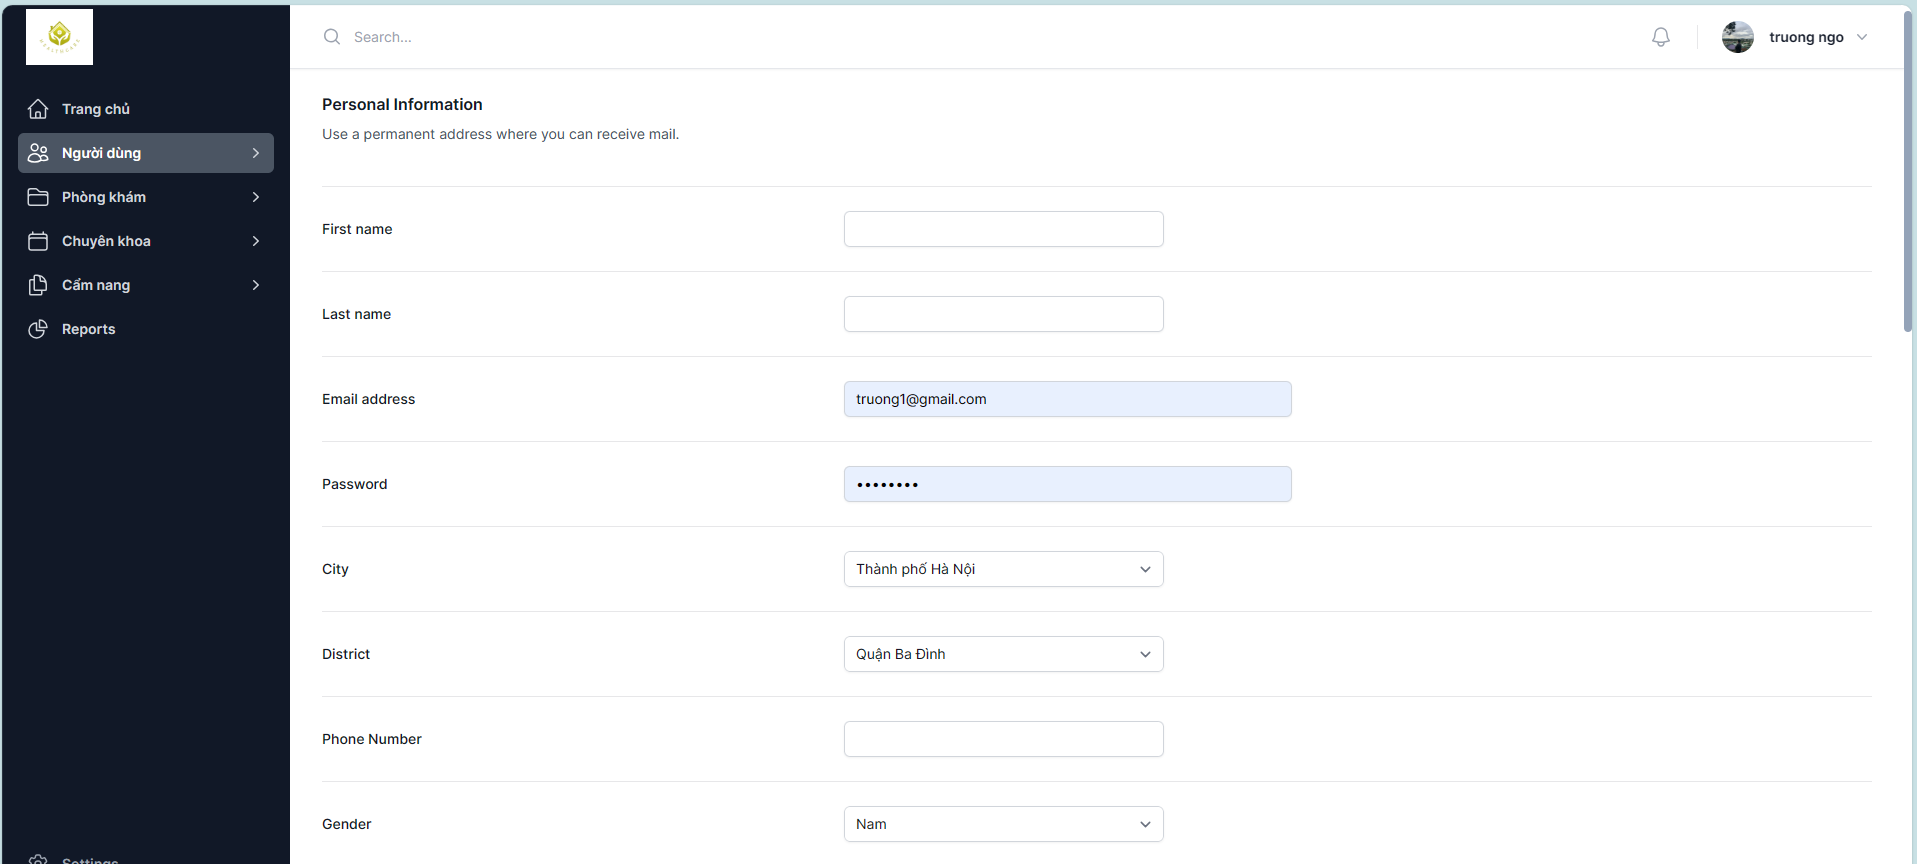 Search...
truong ngo
Trang chủ
Người dùng
Phòng khám
Chuyên khoa
Cẩm nang
Reports
Settings
Personal Information
Use a permanent address where you can receive mail.
First name
Last name
Email address
truong1@gmail.com
Password
••••••••
City
Thành phố Hà Nội
District
Quận Ba Đình
Phone Number
Gender
Nam